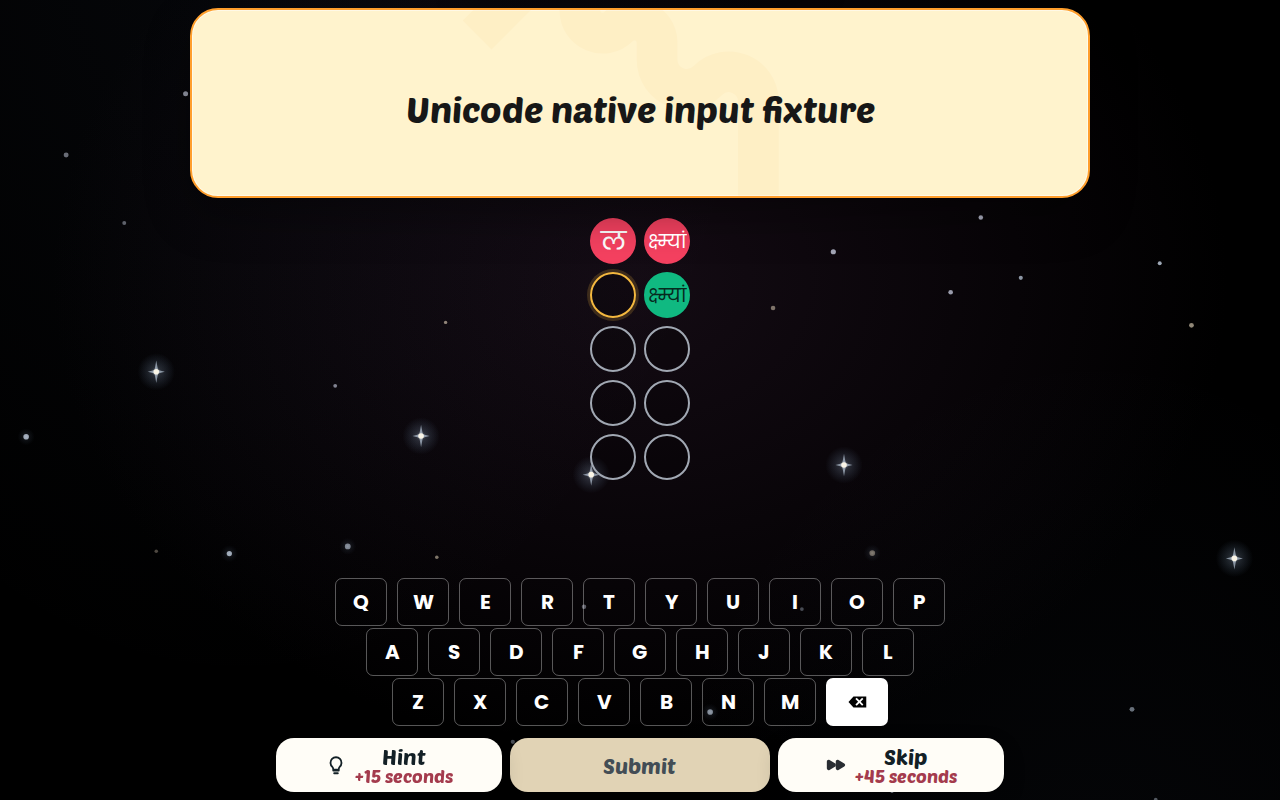 Unicode native input fixture
ल क्ष्म्यां
क्ष्म्यां
Q W E R T Y U I O P
A S D F G H J K L
Z X C V B N M
Hint
+15 seconds
Submit
Skip
+45 seconds